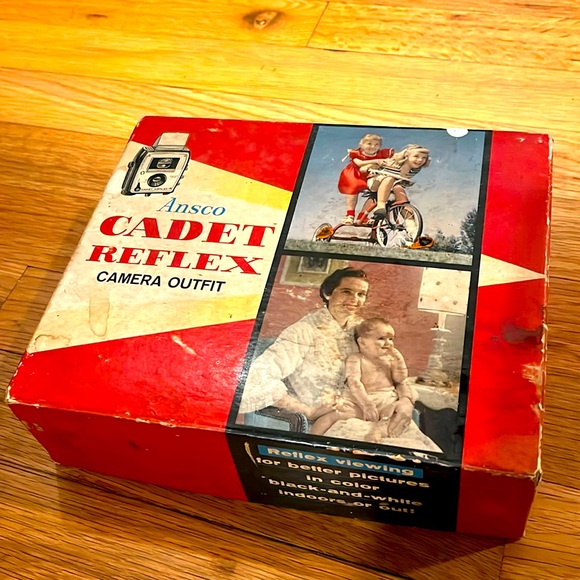 Ansco
CADET
REFLEX
CAMERA OUTFIT
Reflex viewing
for better pictures
in color
black-and-white
indoors or out!